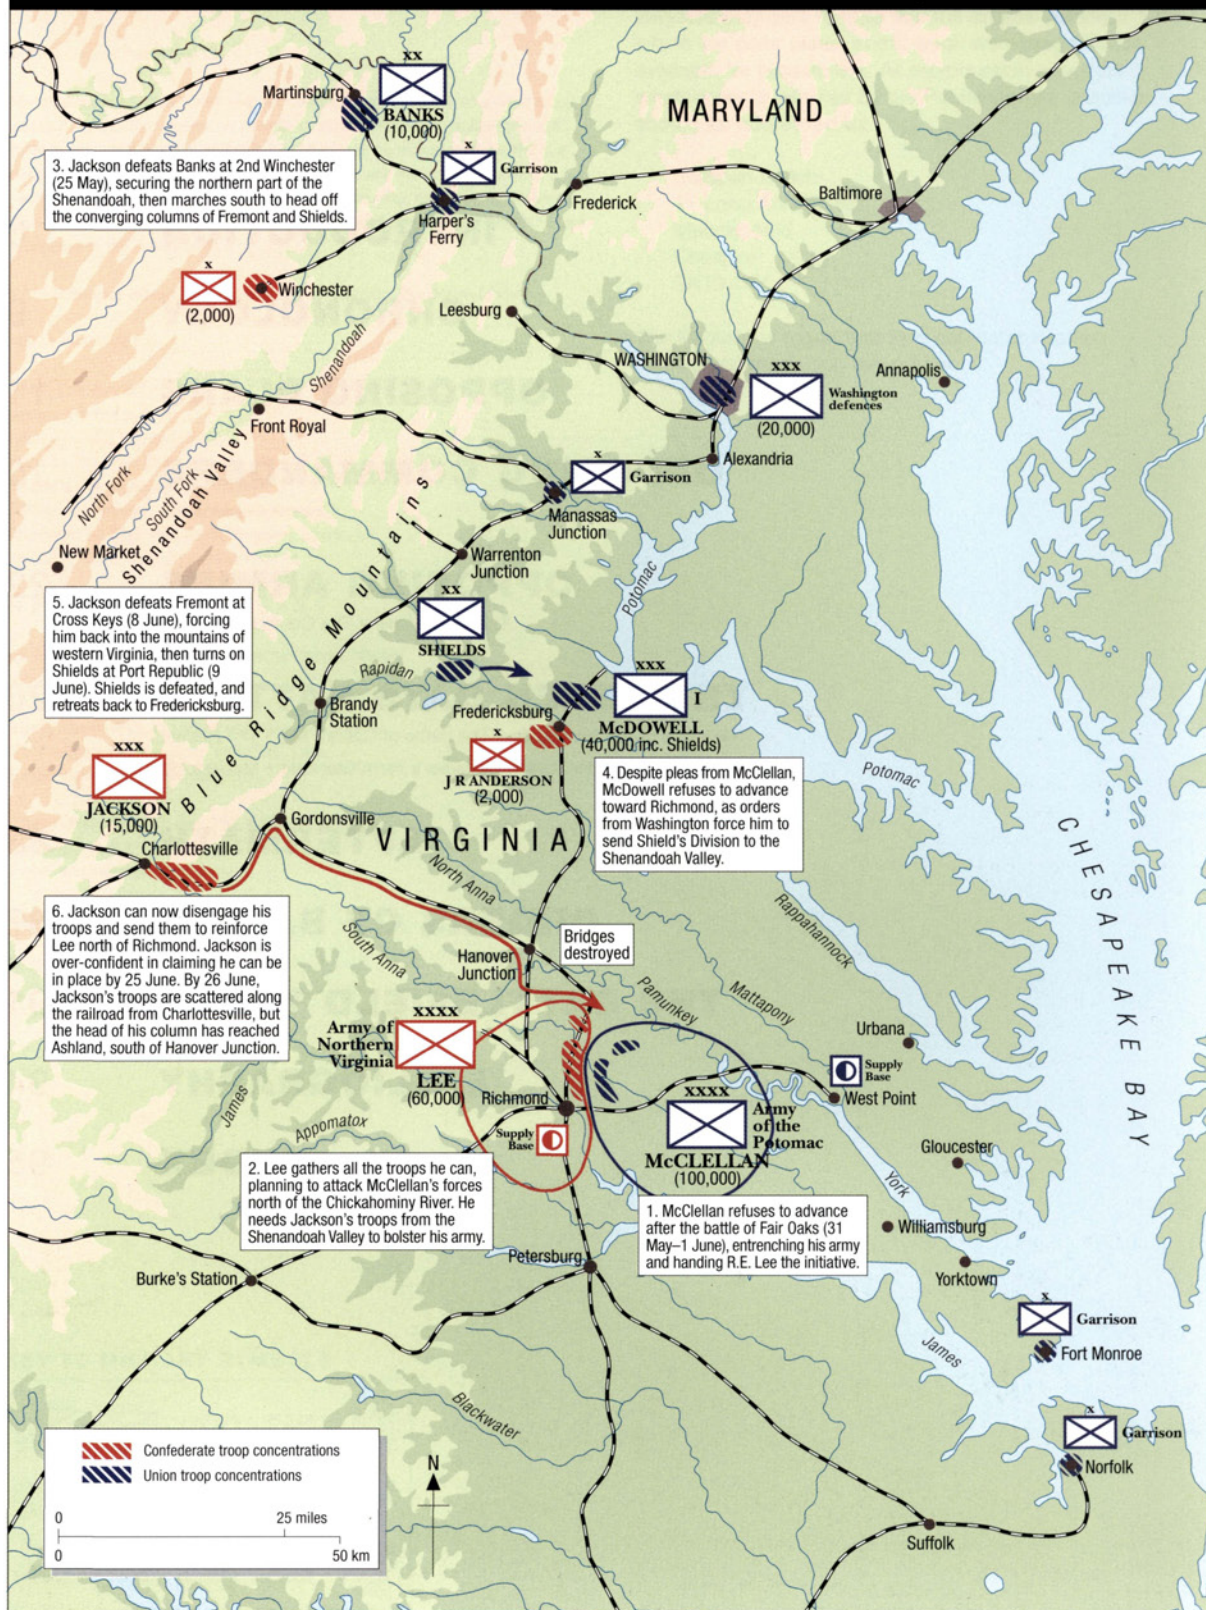 xx
Martinsburg
BANKS
(10,000)
MARYLAND
3. Jackson defeats Banks at 2nd Winchester
(25 May), securing the northern part of the
Shenandoah, then marches south to head off
the converging columns of Fremont and Shields.
x
Garrison
Frederick
Baltimore
Harper's
Ferry
x
Winchester
(2,000)
Leesburg
Shenandoah
WASHINGTON
xxx
Washington
defences
(20,000)
Annapolis
Front Royal
North Fork
South Fork
Shenandoah Valley
New Market
x
Garrison
Alexandria
Manassas
Junction
Warrenton
Junction
Blue Ridge Mountains
Potomac
5. Jackson defeats Fremont at
Cross Keys (8 June), forcing
him back into the mountains of
western Virginia, then turns on
Shields at Port Republic (9
June). Shields is defeated, and
retreats back to Fredericksburg.
xx
SHIELDS
Rapidan
Brandy
Station
xxx
I
McDOWELL
(40,000 inc. Shields)
Fredericksburg
x
J R ANDERSON
(2,000)
xxx
JACKSON
(15,000)
Charlottesville
Gordonsville
VIRGINIA
4. Despite pleas from McClellan,
McDowell refuses to advance
toward Richmond, as orders
from Washington force him to
send Shield's Division to the
Shenandoah Valley.
Potomac
CHESAPEAKE BAY
North Anna
South Anna
Rappahannock
6. Jackson can now disengage his
troops and send them to reinforce
Lee north of Richmond. Jackson is
over-confident in claiming he can be
in place by 25 June. By 26 June,
Jackson's troops are scattered along
the railroad from Charlottesville, but
the head of his column has reached
Ashland, south of Hanover Junction.
Hanover
Junction
Bridges
destroyed
Pamunkey
Mattapony
xxxx
Army of
Northern
Virginia
LEE
(60,000)
Richmond
Supply
Base
Urbana
Supply
Base
West Point
xxxx
Army
of the
Potomac
McCLELLAN
(100,000)
James
Appomatox
Gloucester
York
2. Lee gathers all the troops he can,
planning to attack McClellan's forces
north of the Chickahominy River. He
needs Jackson's troops from the
Shenandoah Valley to bolster his army.
1. McClellan refuses to advance
after the battle of Fair Oaks (31
May–1 June), entrenching his army
and handing R.E. Lee the initiative.
Williamsburg
Yorktown
Petersburg
Burke's Station
x
Garrison
Fort Monroe
James
Blackwater
x
Garrison
Norfolk
Suffolk
Confederate troop concentrations
Union troop concentrations
N
0
25 miles
0
50 km